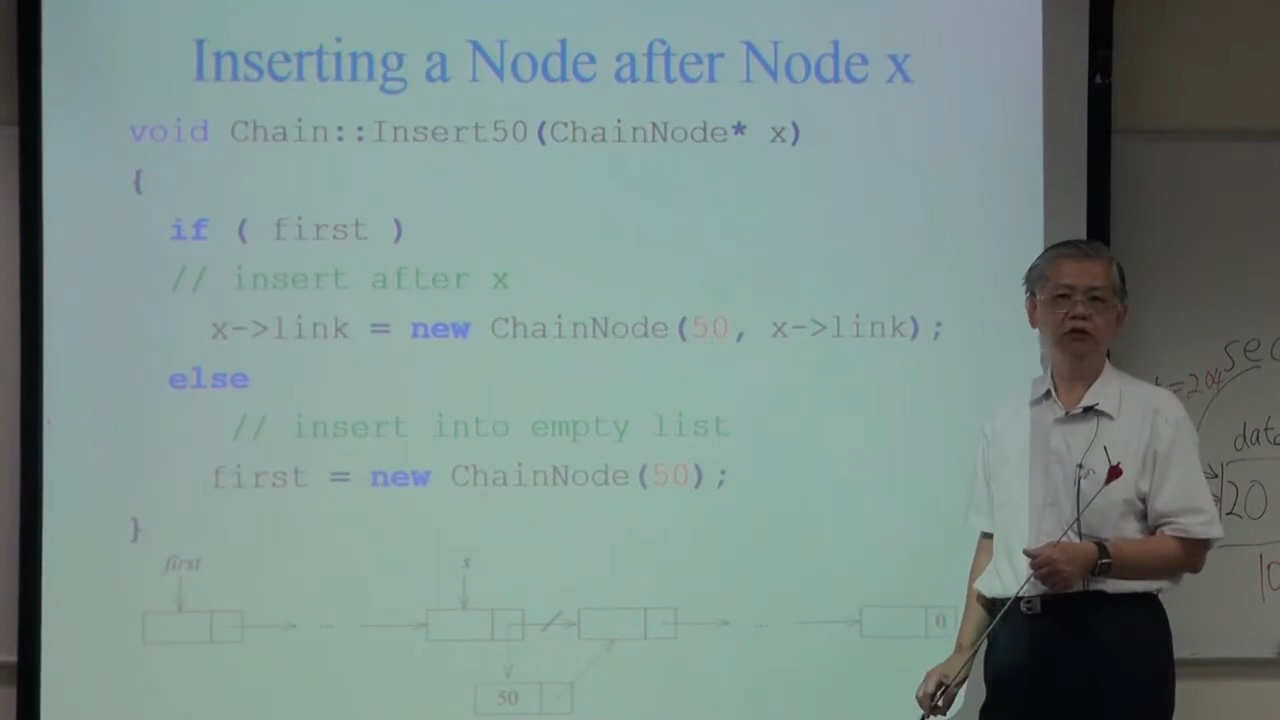 Inserting a Node after Node x
void Chain::Insert50(ChainNode* x)
{
if ( first )
// insert after x
x->link = new ChainNode(50, x->link);
else
// insert into empty list
first = new ChainNode(50);
}
first
x
...
...
0
50
=204
data
20